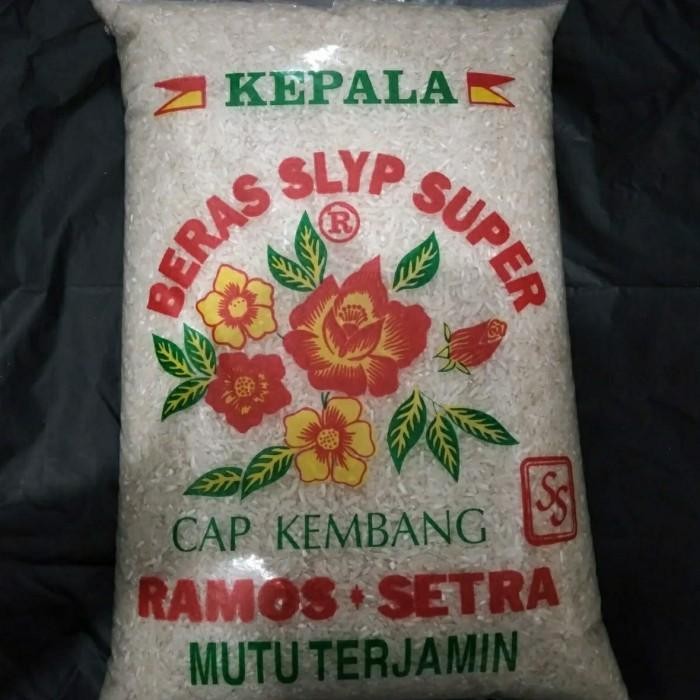 KEPALA
BERAS SLYP SUPER
®
SS
CAP KEMBANG
RAMOS • SETRA
MUTU TERJAMIN